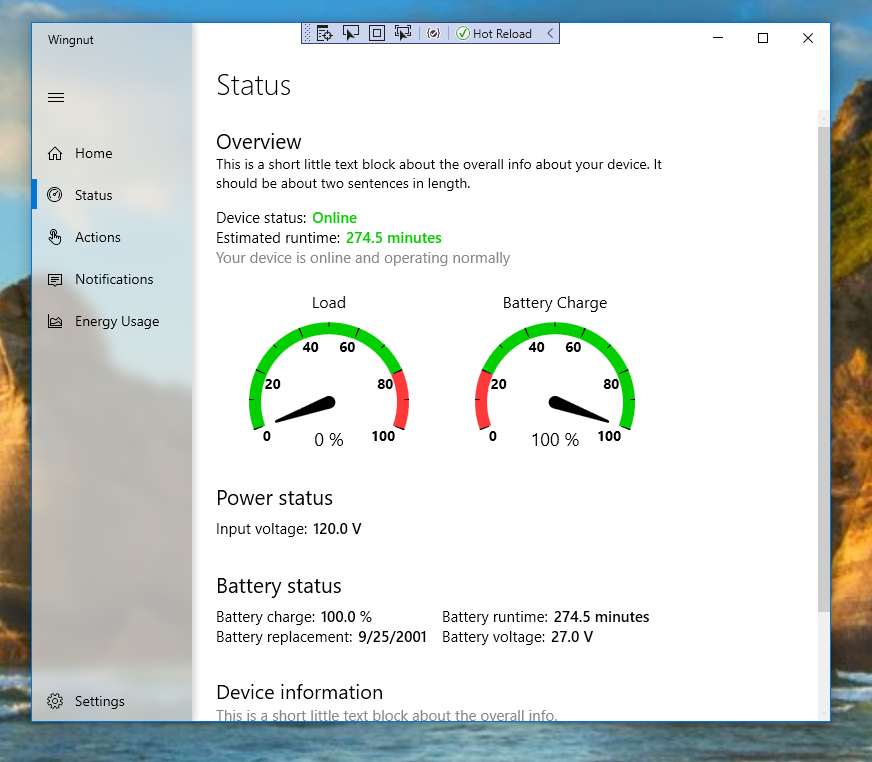 Wingnut
Hot Reload
Home
Status
Actions
Notifications
Energy Usage
Settings
Status
Overview
This is a short little text block about the overall info about your device. It
should be about two sentences in length.
Device status: Online
Estimated runtime: 274.5 minutes
Your device is online and operating normally
Load
0 20 40 60 80 100
0 %
Battery Charge
0 20 40 60 80 100
100 %
Power status
Input voltage: 120.0 V
Battery status
Battery charge: 100.0 % Battery runtime: 274.5 minutes
Battery replacement: 9/25/2001 Battery voltage: 27.0 V
Device information
This is a short little text block about the overall info.